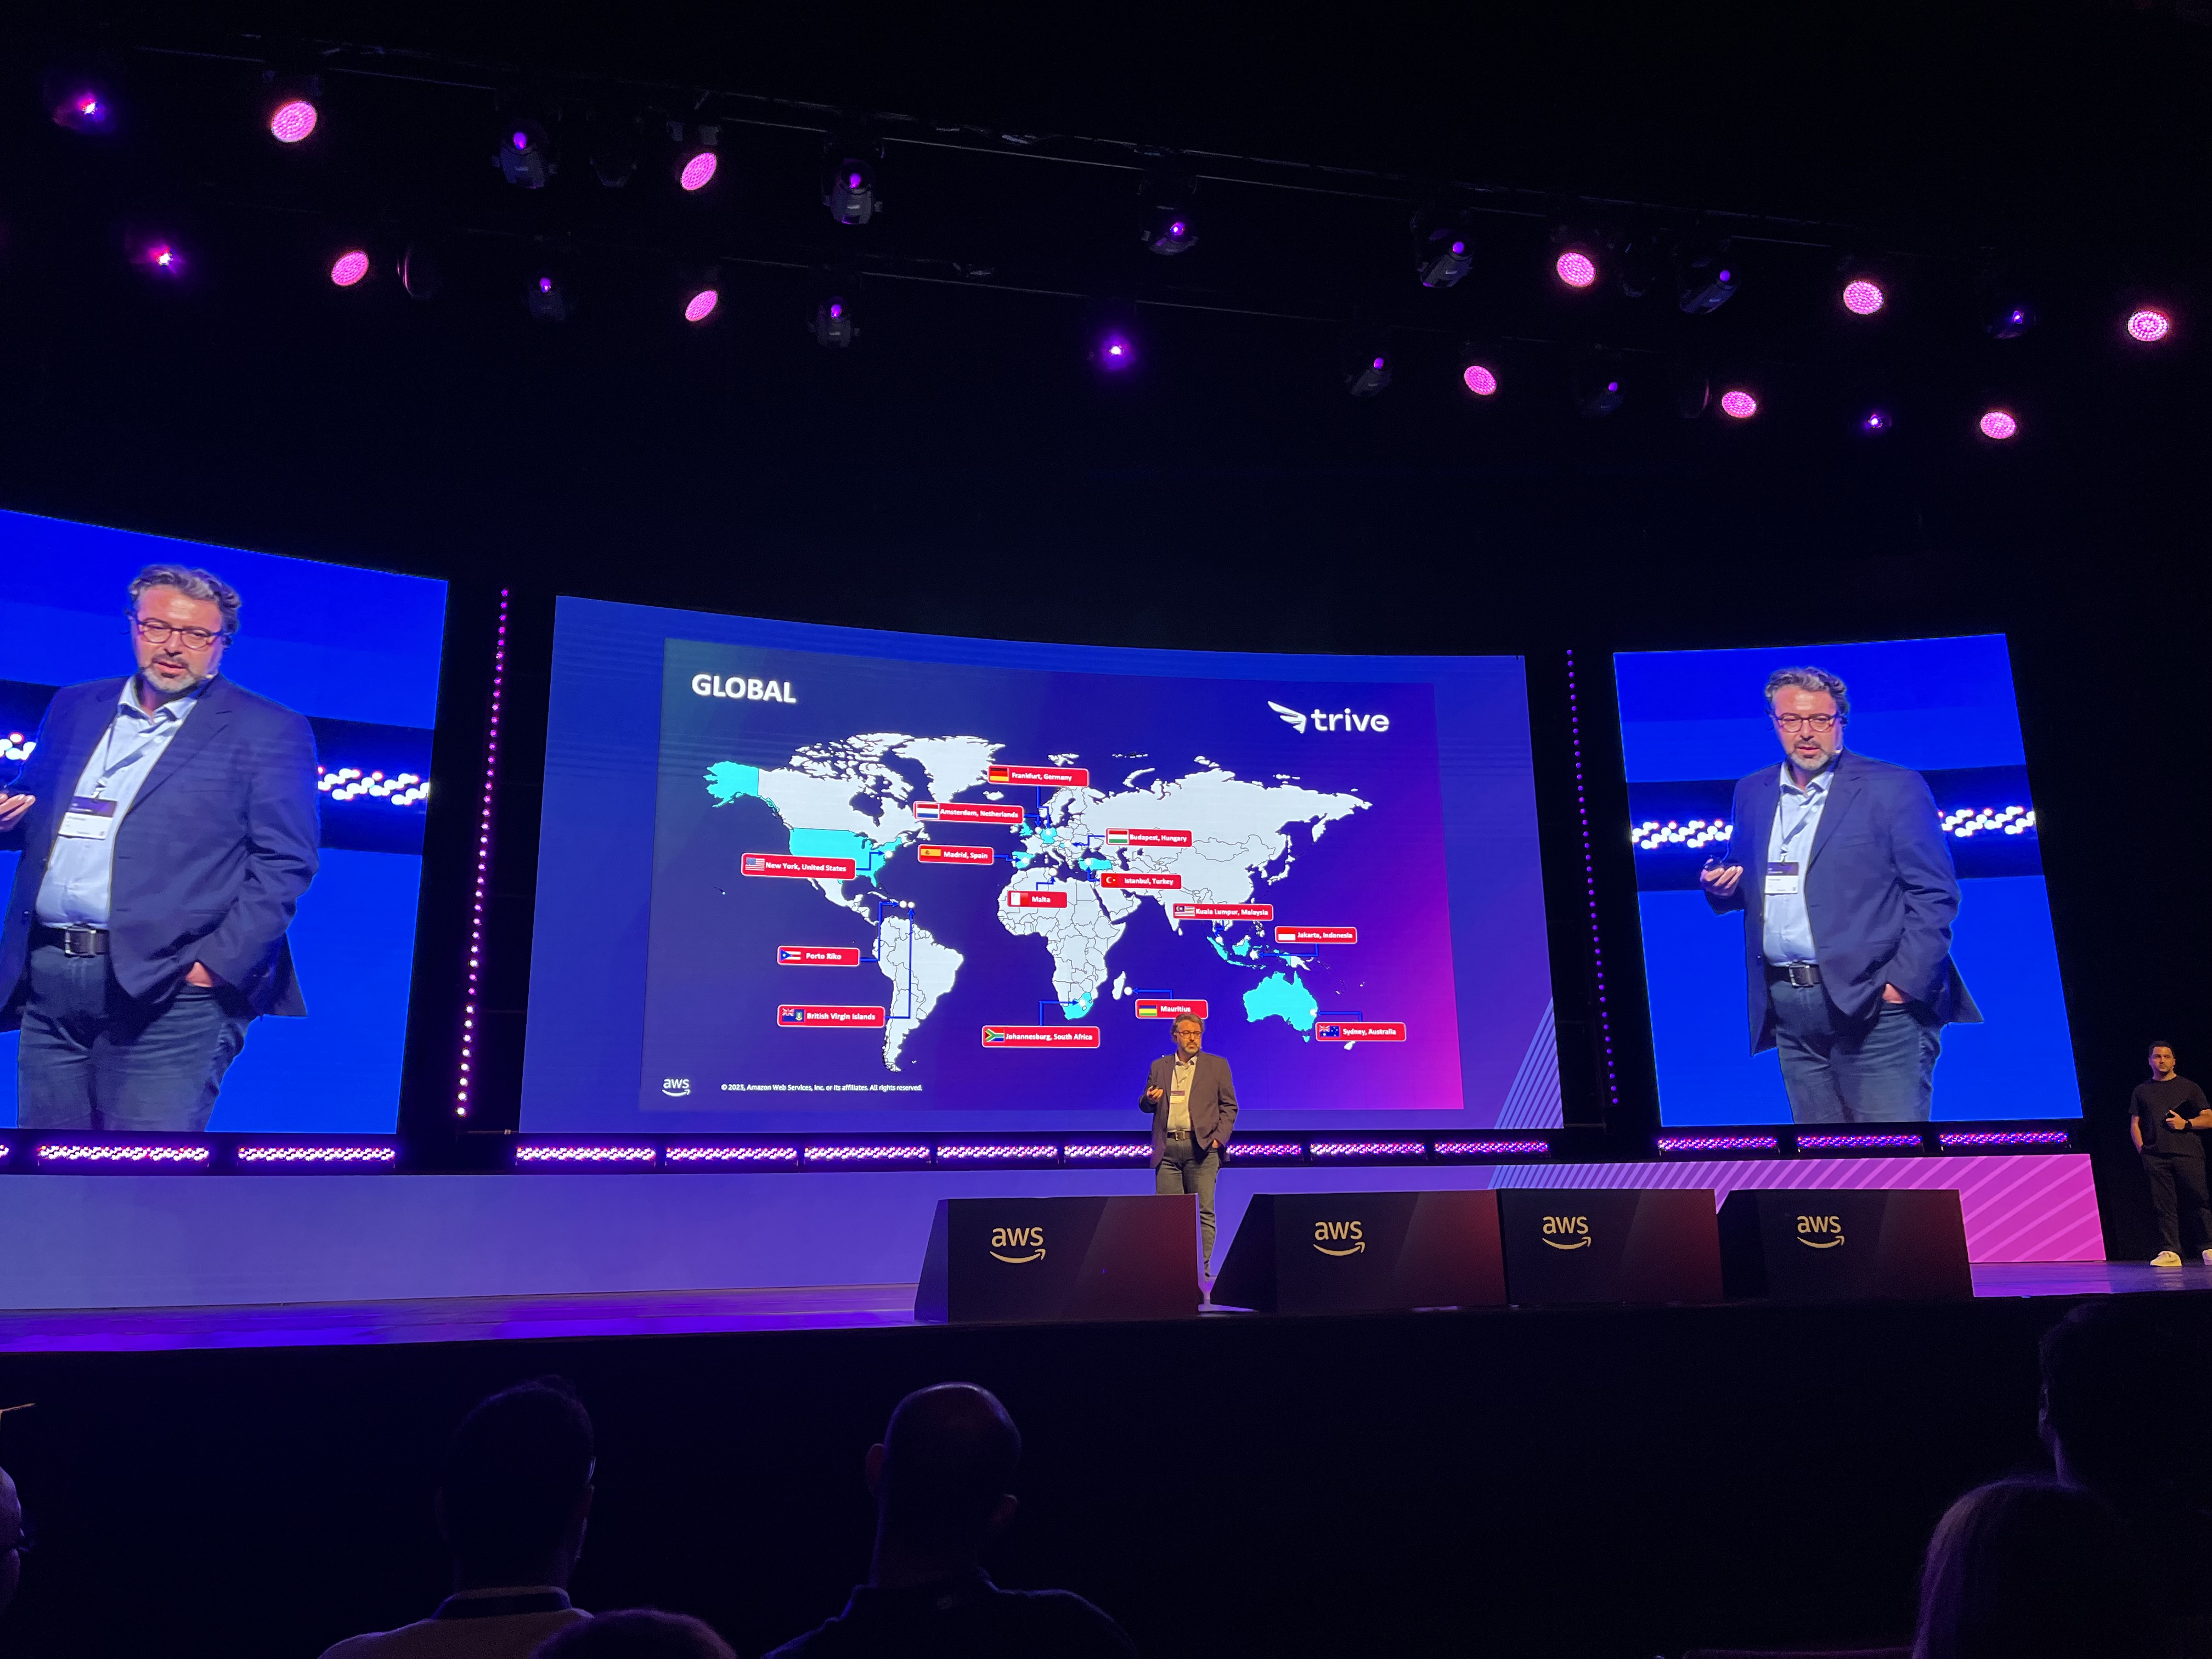 GLOBAL
trive
Frankfurt, Germany
Amsterdam, Netherlands
Budapest, Hungary
Madrid, Spain
New York, United States
Istanbul, Turkey
Malta
Kuala Lumpur, Malaysia
Jakarta, Indonesia
Porto Riko
Mauritius
British Virgin Islands
Johannesburg, South Africa
Sydney, Australia
aws
© 2023, Amazon Web Services, Inc. or its affiliates. All rights reserved.
aws
aws
aws
aws